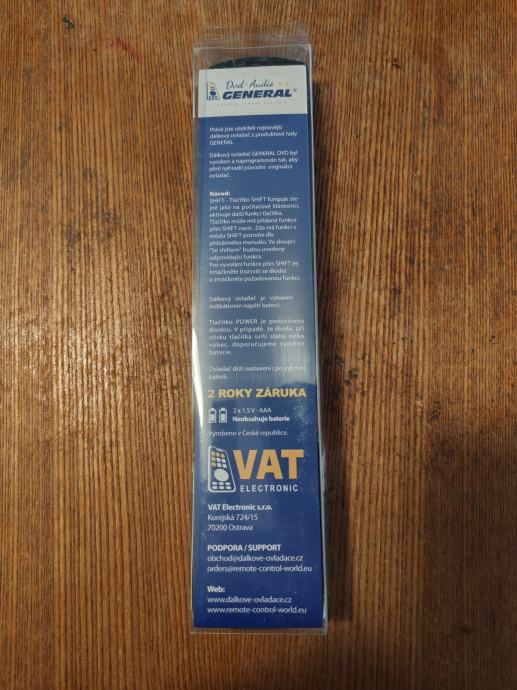 Dvd-Audio
GENERAL®
Právě jste obdrželi nejnovější
dálkový ovladač z produktové řady
GENERAL
Dálkový ovladač GENERAL DVD byl
vyroben a naprogramován tak, aby
plně nahradil původní originální
ovladač.
Návod:
SHIFT - Tlačítko SHIFT funguje ste-
jně jako na počítačové klávesnici,
aktivuje další funkci tlačítka.
Tlačítko může mít přidané funkce
přes SHIFT navíc. Zda má funkci v
módu SHIFT poznáte dle
přiloženého manuálu. Ve sloupci
"Se shiftem" budou uvedeny
odpovídající funkce.
Pro vyvolání funkce přes SHIFT jej
zmáčkněte (rozsvítí se dioda)
a zmáčkněte požadovanou funkci.
Dálkový ovladač je vybaven
indikátorem napětí baterií.
Tlačítko POWER je podsvíceno
diodou. V případě, že dioda při
stisku tlačítka svítí slabě nebo
vůbec, doporučujeme vyměnit
baterie.
Ovladač drží nastavení i po vyjmutí
baterií.
2 ROKY ZÁRUKA
2 x 1,5 V - AAA
Neobsahuje baterie
Vyrobeno v České republice.
VAT
ELECTRONIC
VAT Electronic s.r.o.
Korejská 724/15
70200 Ostrava
PODPORA / SUPPORT
obchod@dalkove-ovladace.cz
orders@remote-control-world.eu
Web:
www.dalkove-ovladace.cz
www.remote-control-world.eu